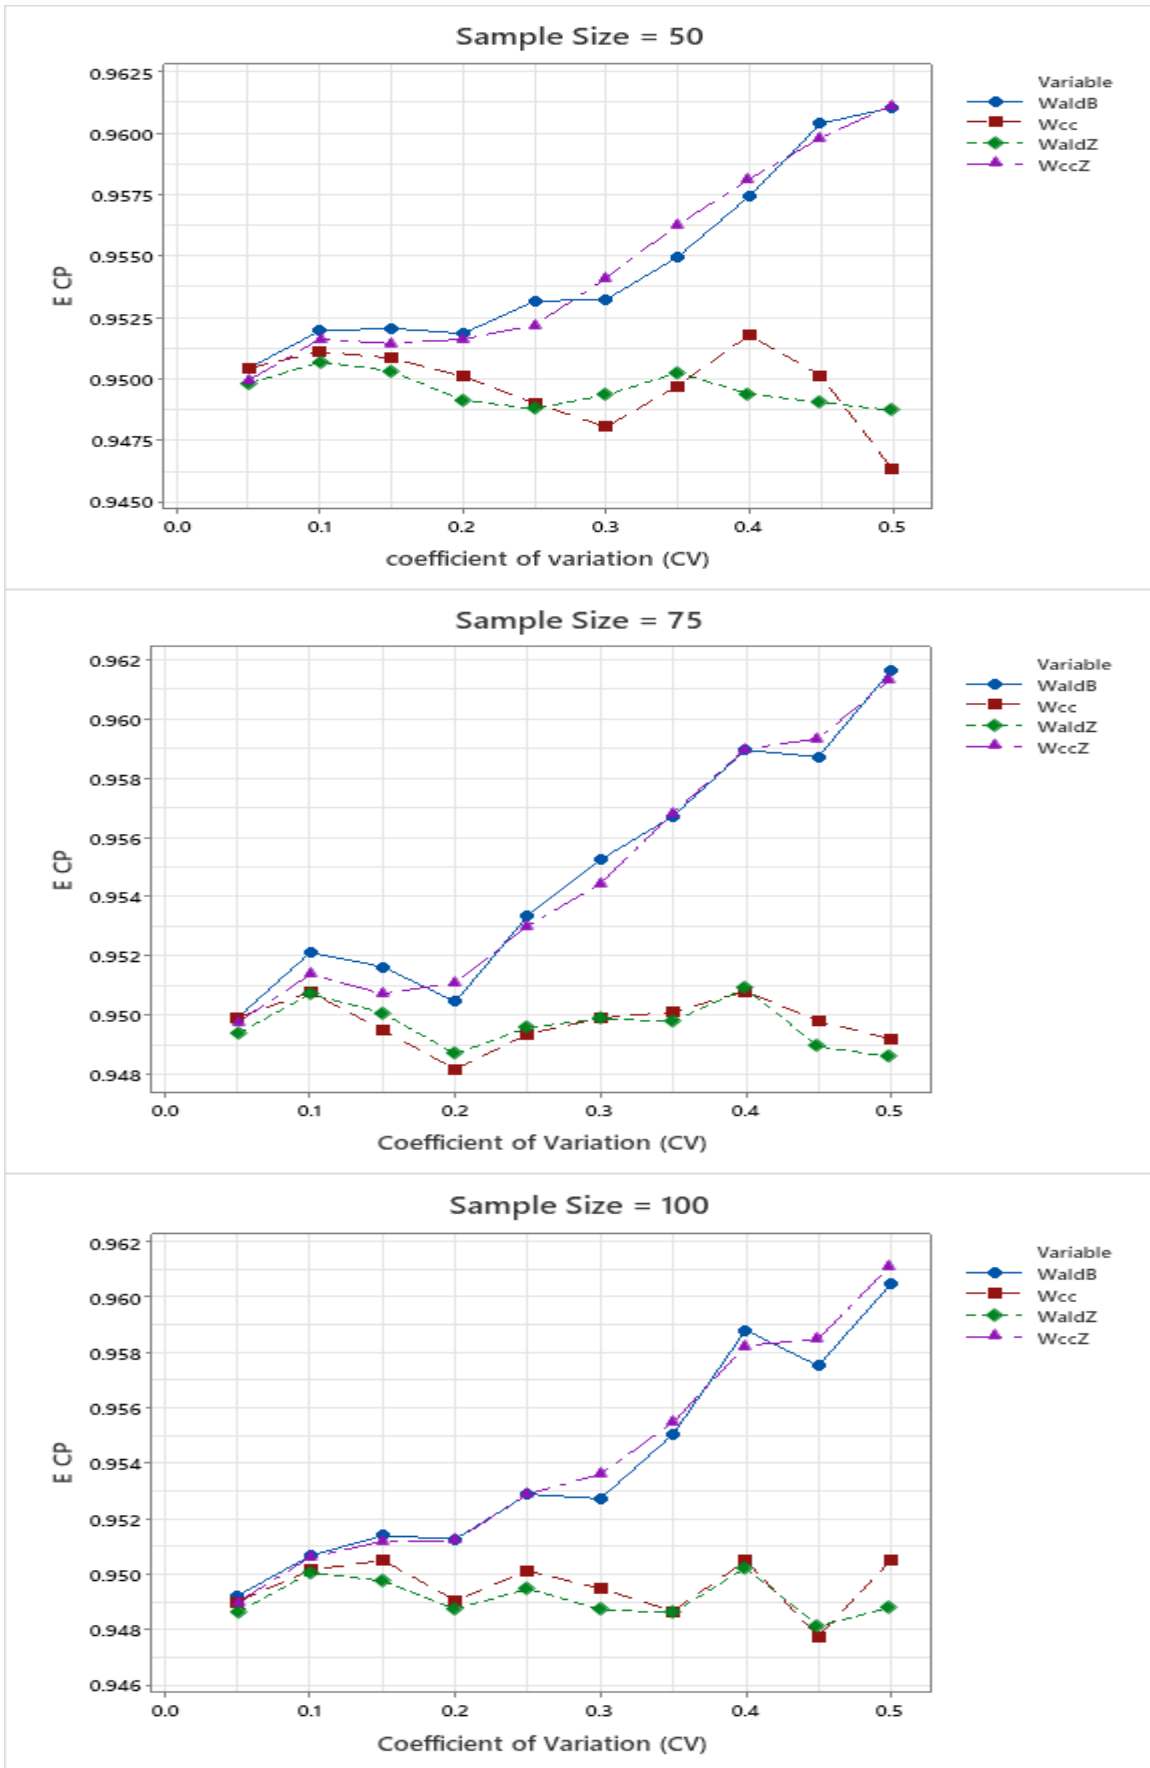 Sample Size = 50
0.9625
0.9600
0.9575
0.9550
0.9525
0.9500
0.9475
0.9450
E CP
0.0 0.1 0.2 0.3 0.4 0.5
coefficient of variation (CV)
Variable
WaldB
Wcc
WaldZ
WccZ
Sample Size = 75
0.962
0.960
0.958
0.956
0.954
0.952
0.950
0.948
E CP
0.0 0.1 0.2 0.3 0.4 0.5
Coefficient of Variation (CV)
Variable
WaldB
Wcc
WaldZ
WccZ
Sample Size = 100
0.962
0.960
0.958
0.956
0.954
0.952
0.950
0.948
0.946
E CP
0.0 0.1 0.2 0.3 0.4 0.5
Coefficient of Variation (CV)
Variable
WaldB
Wcc
WaldZ
WccZ